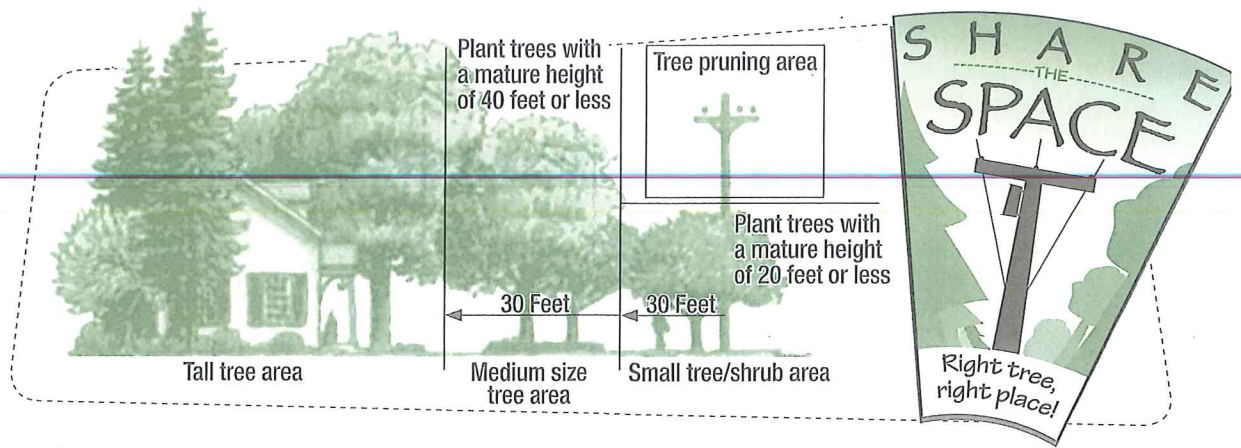 Plant trees with
a mature height
of 40 feet or less
Tree pruning area
Plant trees with
a mature height
of 20 feet or less
30 Feet
30 Feet
Tall tree area
Medium size
tree area
Small tree/shrub area
SHARE
THE
SPACE
Right tree,
right place!